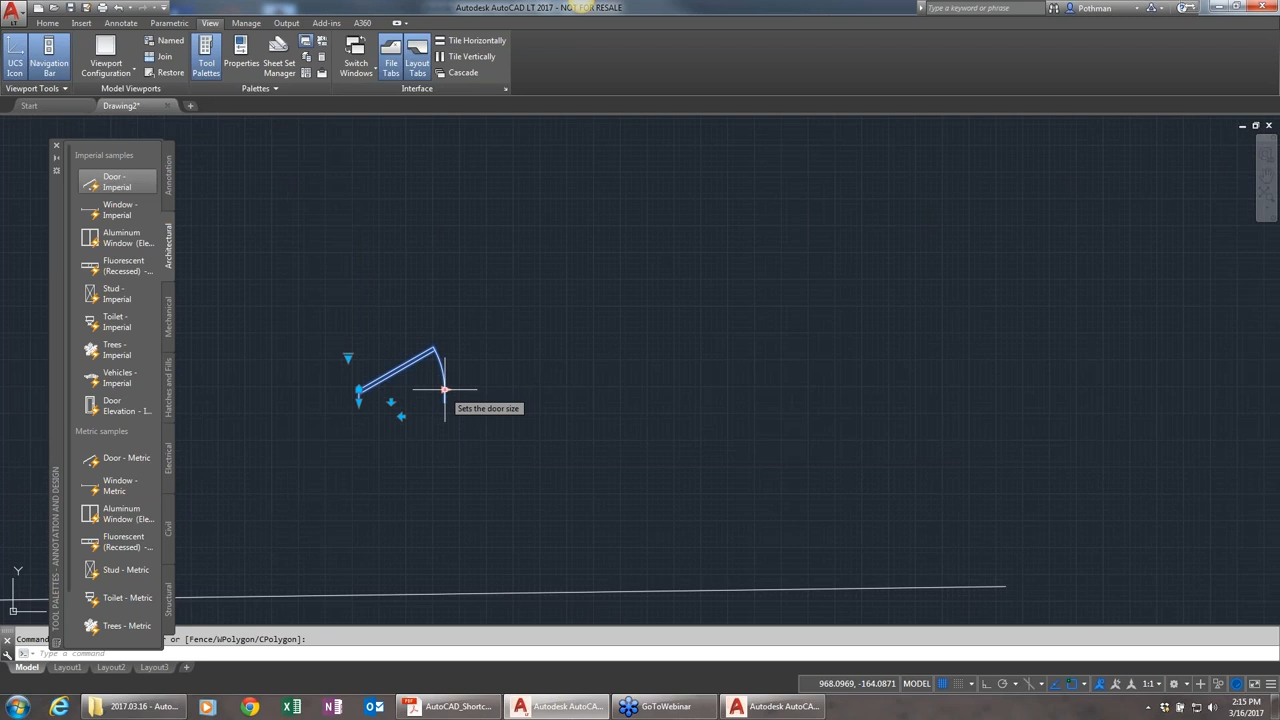 Autodesk AutoCAD LT 2017 - NOT FOR RESALE
Type a keyword or phrase
Pothman
LT
Home
Insert
Annotate
Parametric
View
Manage
Output
Add-ins
A360
UCS Icon
Navigation Bar
Viewport Configuration
Named
Join
Restore
Tool Palettes
Properties
Sheet Set Manager
Switch Windows
File Tabs
Layout Tabs
Tile Horizontally
Tile Vertically
Cascade
Viewport Tools
Model Viewports
Palettes
Interface
Start
Drawing2*
Imperial samples
Door - Imperial
Window - Imperial
Aluminum Window (Ele...
Fluorescent (Recessed) -...
Stud - Imperial
Toilet - Imperial
Trees - Imperial
Vehicles - Imperial
Door Elevation - I...
Metric samples
Door - Metric
Window - Metric
Aluminum Window (Ele...
Fluorescent (Recessed) -...
Stud - Metric
Toilet - Metric
Trees - Metric
Annotation
Architectural
Mechanical
Hatches and Fills
Electrical
Civil
Structural
TOOL PALETTES - ANNOTATION AND DESIGN
Sets the door size
Y
Command
or [Fence/WPolygon/CPolygon]:
Type a command
Model
Layout1
Layout2
Layout3
968.0969, -164.0871
MODEL
1:1
2017.03.16 - Auto...
AutoCAD_Shortc...
Autodesk AutoCA...
GoToWebinar
Autodesk AutoCA...
2:15 PM
3/16/2017